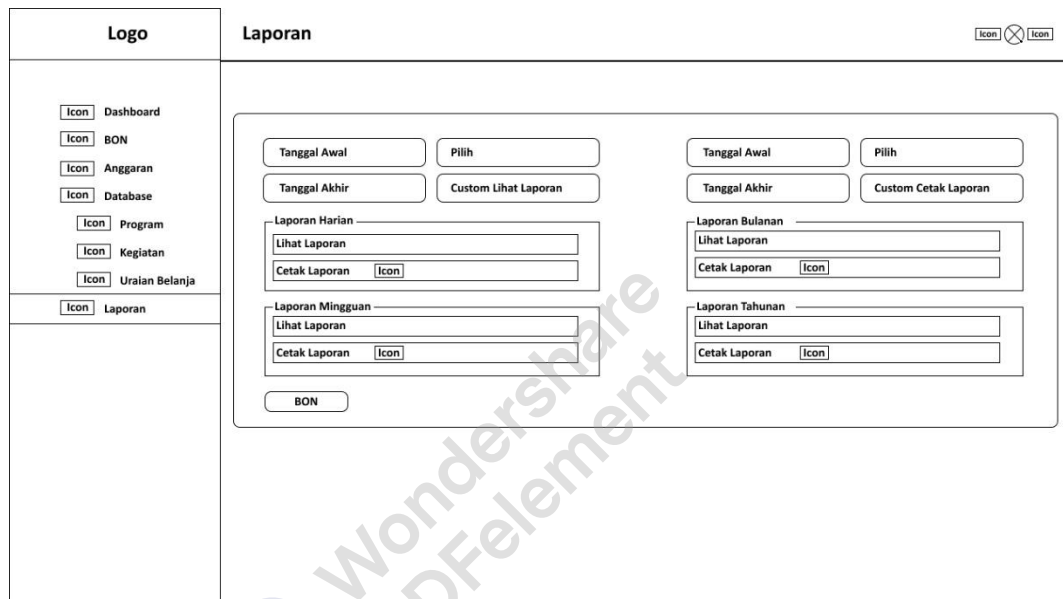 Logo
Laporan
Icon Icon
Icon Dashboard
Icon BON
Icon Anggaran
Icon Database
Icon Program
Icon Kegiatan
Icon Uraian Belanja
Icon Laporan
Tanggal Awal Pilih
Tanggal Akhir Custom Lihat Laporan
Laporan Harian
Lihat Laporan
Cetak Laporan Icon
Laporan Mingguan
Lihat Laporan
Cetak Laporan Icon
BON
Tanggal Awal Pilih
Tanggal Akhir Custom Cetak Laporan
Laporan Bulanan
Lihat Laporan
Cetak Laporan Icon
Laporan Tahunan
Lihat Laporan
Cetak Laporan Icon
Wondershare
PDFelement